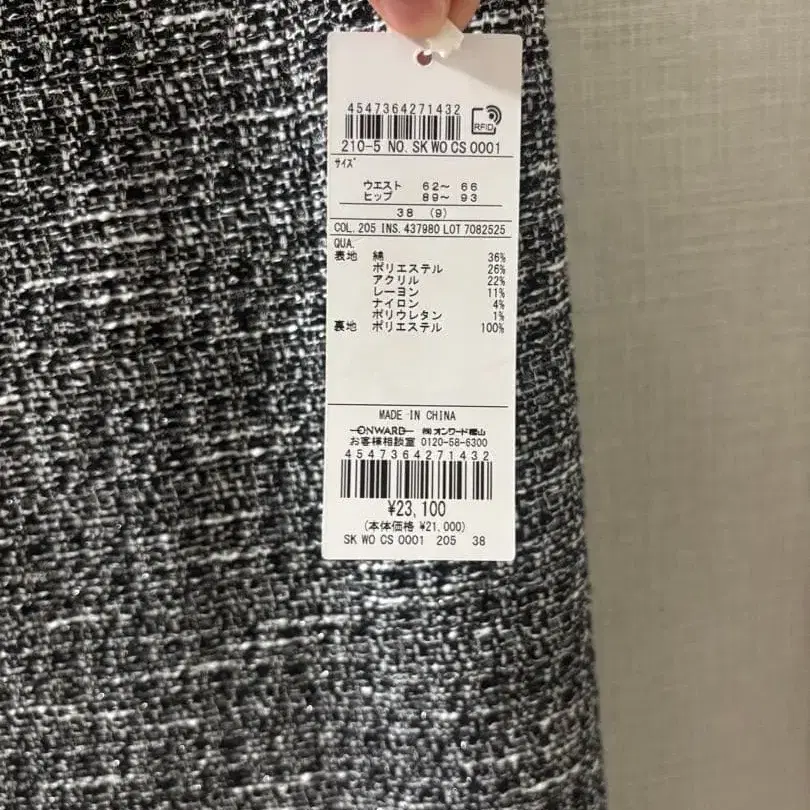 4547364271432
RFID
210-5 NO. SK WO CS 0001
サイズ
ウエスト 62～ 66
ヒップ 89～ 93
38 (9)
COL. 205 INS. 437980 LOT 7082525
QUA.
表地 綿 36%
ポリエステル 26%
アクリル 22%
レーヨン 11%
ナイロン 4%
ポリウレタン 1%
裏地 ポリエステル 100%
MADE IN CHINA
ONWARD ㈱オンワード樫山
お客様相談室 0120-58-6300
4547364271432
¥23,100
(本体価格 ¥21,000)
SK WO CS 0001 205 38